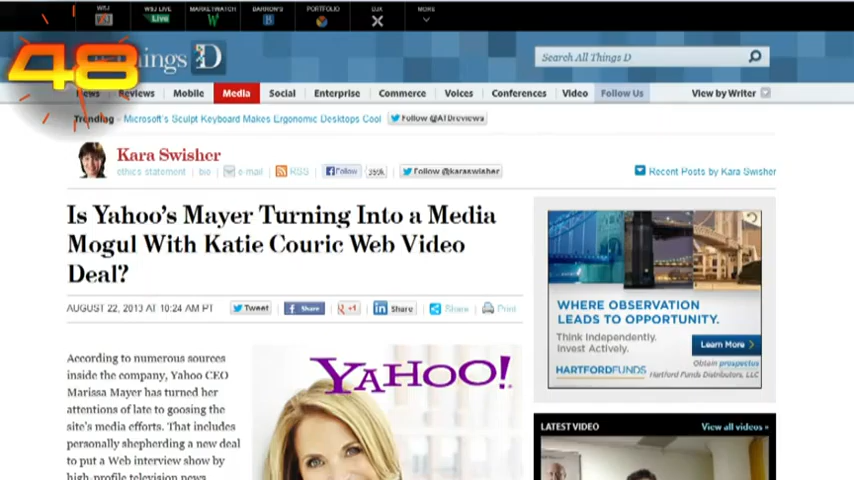 WSJ WSJ LIVE MARKETWATCH BARRON'S PORTFOLIO DJX MORE
Live W B
48
ings D
Search All Things D
News Reviews Mobile Media Social Enterprise Commerce Voices Conferences Video Follow Us View by Writer
Trending Microsoft's Sculpt Keyboard Makes Ergonomic Desktops Cool Follow @ATDreviews
Kara Swisher
ethics statement | bio | e-mail | RSS | Follow 399k Follow @karaswisher Recent Posts by Kara Swisher
Is Yahoo's Mayer Turning Into a Media
Mogul With Katie Couric Web Video
Deal?
AUGUST 22, 2013 AT 10:24 AM PT Tweet Share +1 Share Share Print
According to numerous sources
inside the company, Yahoo CEO
Marissa Mayer has turned her
attentions of late to goosing the
site's media efforts. That includes
personally shepherding a new deal
to put a Web interview show by
high-profile television news
YAHOO!
WHERE OBSERVATION
LEADS TO OPPORTUNITY.
Think Independently.
Invest Actively.
Learn More
HARTFORDFUNDS
Obtain prospectus
Hartford Funds Distributors, LLC
LATEST VIDEO View all videos »